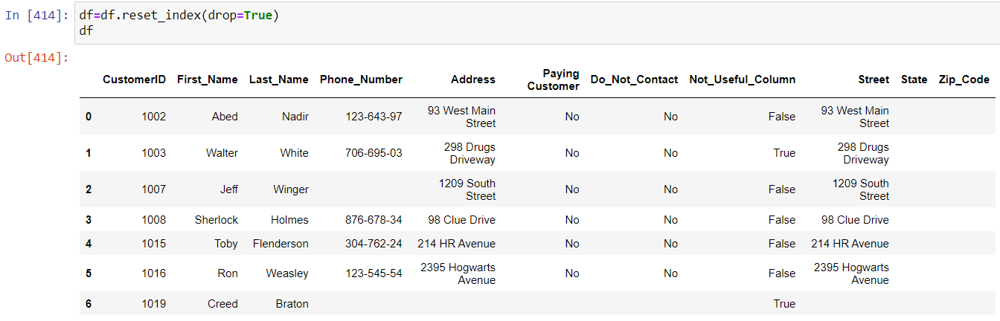 In [414]: df=df.reset_index(drop=True)
df
Out[414]:
CustomerID First_Name Last_Name Phone_Number Address Paying Customer Do_Not_Contact Not_Useful_Column Street State Zip_Code
0 1002 Abed Nadir 123-643-97 93 West Main Street No No False 93 West Main Street
1 1003 Walter White 706-695-03 298 Drugs Driveway No No True 298 Drugs Driveway
2 1007 Jeff Winger 1209 South Street No No False 1209 South Street
3 1008 Sherlock Holmes 876-678-34 98 Clue Drive No No False 98 Clue Drive
4 1015 Toby Flenderson 304-762-24 214 HR Avenue No No False 214 HR Avenue
5 1016 Ron Weasley 123-545-54 2395 Hogwarts Avenue No No False 2395 Hogwarts Avenue
6 1019 Creed Braton True